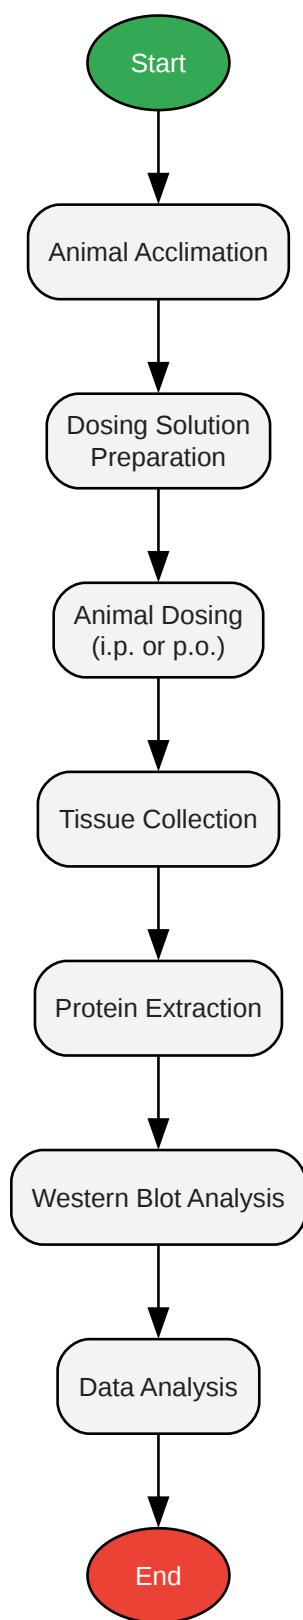 Start
Animal Acclimation
Dosing Solution
Preparation
Animal Dosing
(i.p. or p.o.)
Tissue Collection
Protein Extraction
Western Blot Analysis
Data Analysis
End